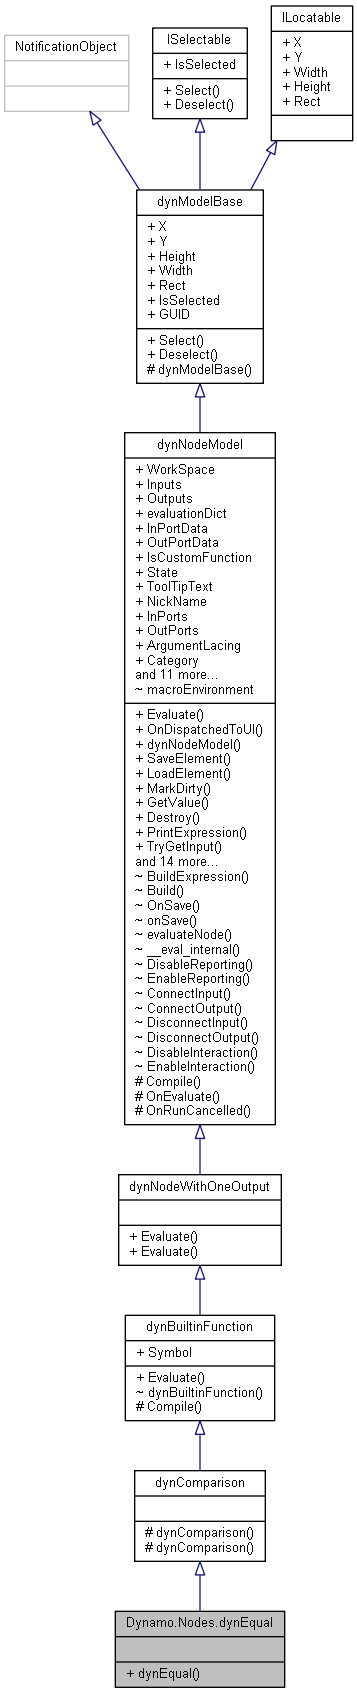 NotificationObject
ISelectable
+ IsSelected
+ Select()
+ Deselect()
ILocatable
+ X
+ Y
+ Width
+ Height
+ Rect
dynModelBase
+ X
+ Y
+ Height
+ Width
+ Rect
+ IsSelected
+ GUID
+ Select()
+ Deselect()
# dynModelBase()
dynNodeModel
+ WorkSpace
+ Inputs
+ Outputs
+ evaluationDict
+ InPortData
+ OutPortData
+ IsCustomFunction
+ State
+ ToolTipText
+ NickName
+ InPorts
+ OutPorts
+ ArgumentLacing
+ Category
and 11 more...
~ macroEnvironment
+ Evaluate()
+ OnDispatchedToUI()
+ dynNodeModel()
+ SaveElement()
+ LoadElement()
+ MarkDirty()
+ GetValue()
+ Destroy()
+ PrintExpression()
+ TryGetInput()
and 14 more...
~ BuildExpression()
~ Build()
~ OnSave()
~ onSave()
~ evaluateNode()
~ __eval_internal()
~ DisableReporting()
~ EnableReporting()
~ ConnectInput()
~ ConnectOutput()
~ DisconnectInput()
~ DisconnectOutput()
~ DisableInteraction()
~ EnableInteraction()
# Compile()
# OnEvaluate()
# OnRunCancelled()
dynNodeWithOneOutput
+ Evaluate()
+ Evaluate()
dynBuiltinFunction
+ Symbol
+ Evaluate()
~ dynBuiltinFunction()
# Compile()
dynComparison
# dynComparison()
# dynComparison()
Dynamo.Nodes.dynEqual
+ dynEqual()